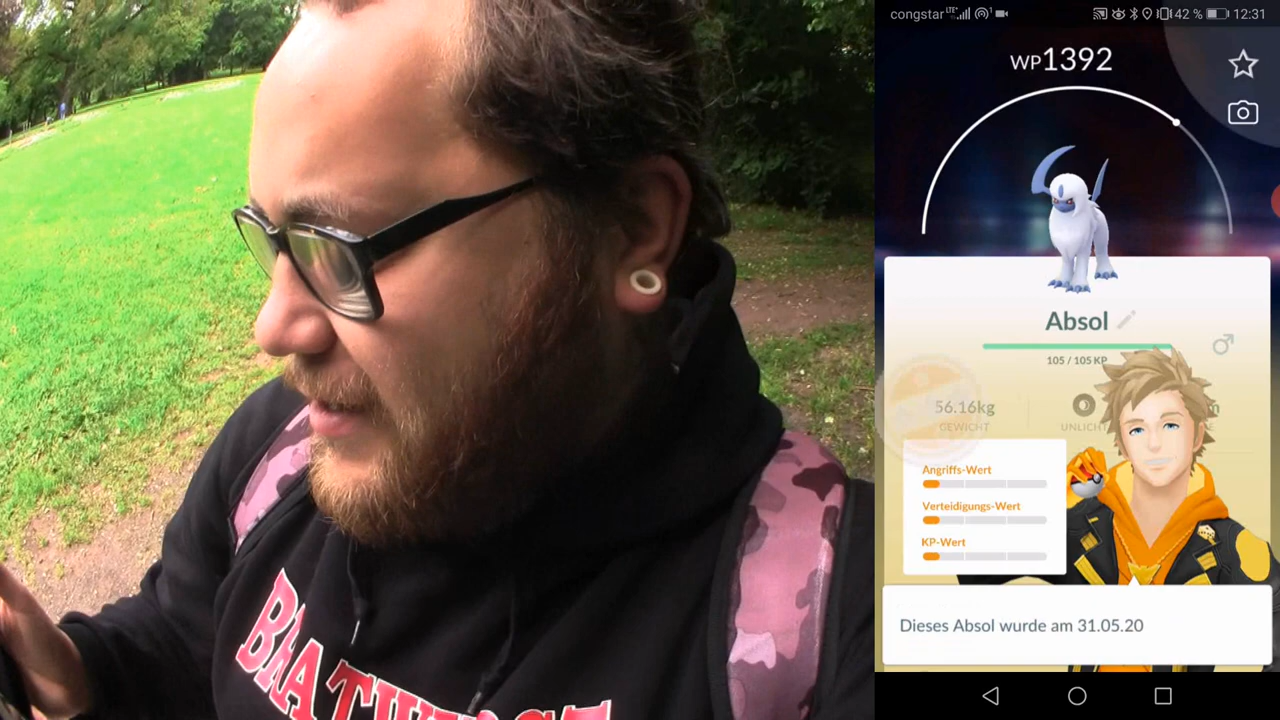 congstar LTE 42 % 12:31
WP1392
Absol
105 / 105 KP
56.16kg
GEWICHT
Angriffs-Wert
Verteidigungs-Wert
KP-Wert
Dieses Absol wurde am 31.05.20